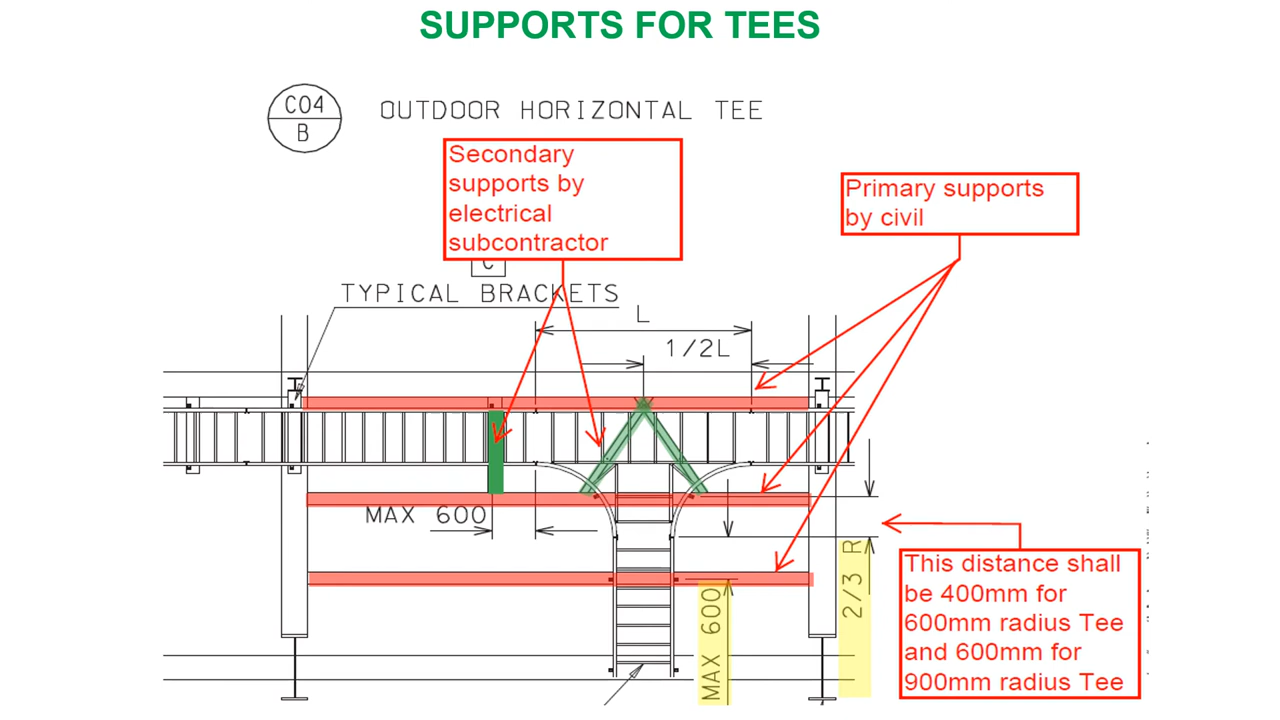 SUPPORTS FOR TEES
C04
B
OUTDOOR HORIZONTAL TEE
Secondary
supports by
electrical
subcontractor
Primary supports
by civil
C
TYPICAL BRACKETS
L
1/2L
MAX 600
2/3 R
MAX 600
This distance shall
be 400mm for
600mm radius Tee
and 600mm for
900mm radius Tee